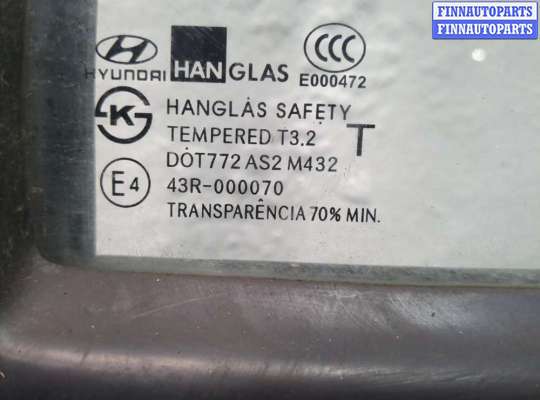 FINNAUTOPARTS
FINNAUTOPARTS
HYUNDAI HANGLAS
CCC
E000472
K
HANGLAS SAFETY
TEMPERED T3.2 T
DOT772 AS2 M432
E4 43R-000070
TRANSPARÊNCIA 70% MIN.